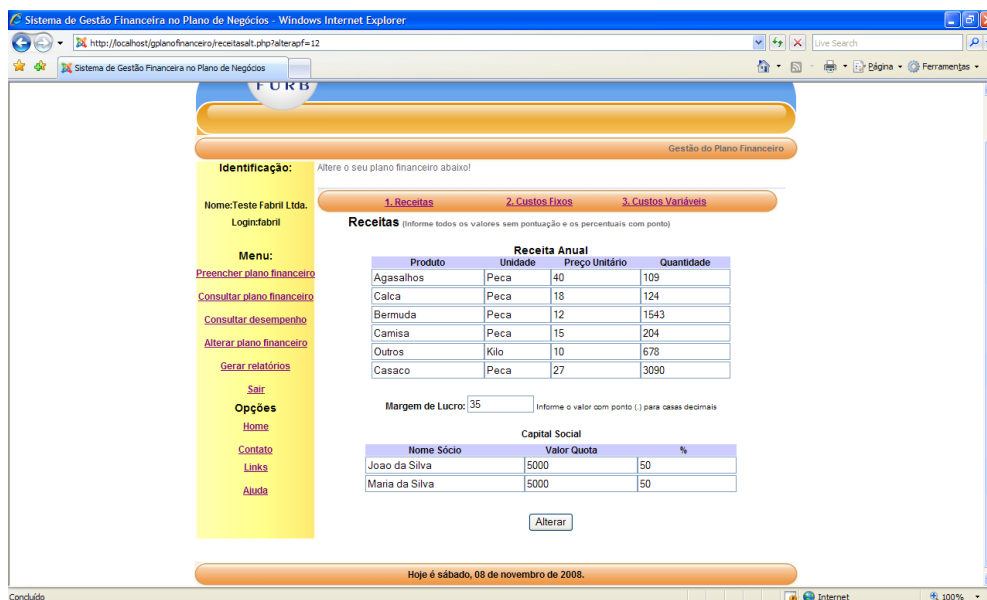 Sistema de Gestão Financeira no Plano de Negócios - Windows Internet Explorer
http://localhost/gplanofinanceiro/receitasalt.php?alterapf=12
Live Search
Sistema de Gestão Financeira no Plano de Negócios
Página
Ferramentas
FURB
Gestão do Plano Financeiro
Identificação:
Nome:Teste Fabril Ltda.
Login:fabril
Menu:
Preencher plano financeiro
Consultar plano financeiro
Consultar desempenho
Alterar plano financeiro
Gerar relatórios
Sair
Opções
Home
Contato
Links
Ajuda
Altere o seu plano financeiro abaixo!
1. Receitas 2. Custos Fixos 3. Custos Variáveis
Receitas (Informe todos os valores sem pontuação e os percentuais com ponto)
Receita Anual
Produto Unidade Preço Unitário Quantidade
Agasalhos Peca 40 109
Calca Peca 18 124
Bermuda Peca 12 1543
Camisa Peca 15 204
Outros Kilo 10 678
Casaco Peca 27 3090
Margem de Lucro: 35 Informe o valor com ponto (.) para casas decimais
Capital Social
Nome Sócio Valor Quota %
Joao da Silva 5000 50
Maria da Silva 5000 50
Alterar
Hoje é sábado, 08 de novembro de 2008.
Concluído
Internet
100%